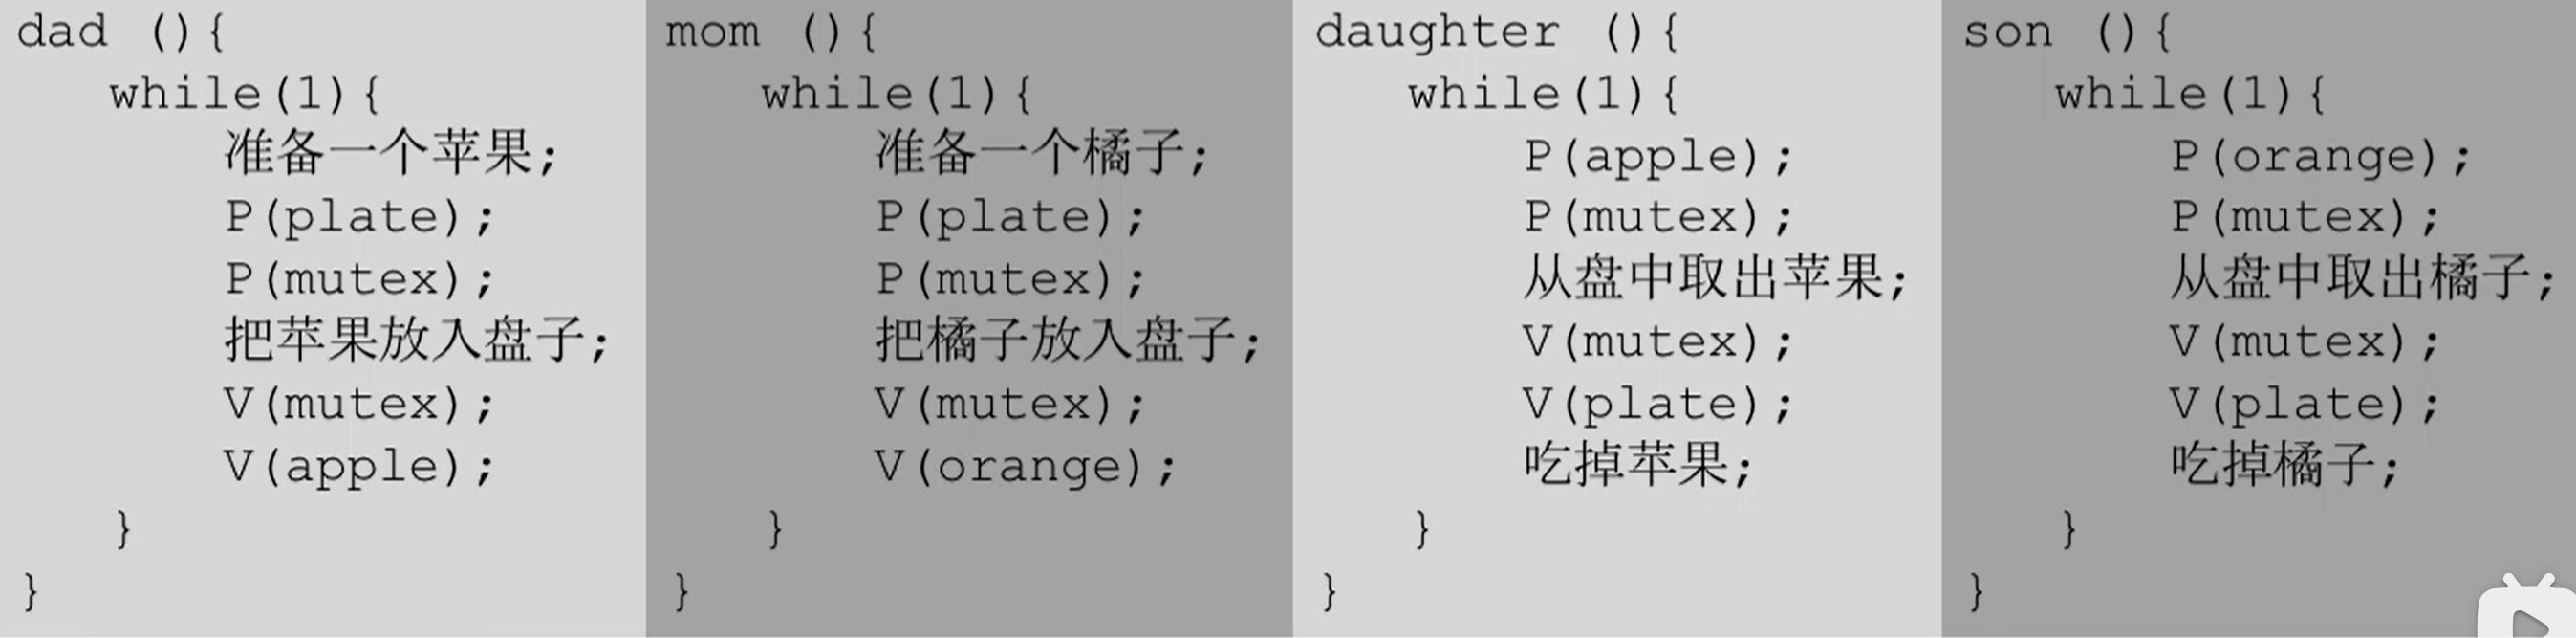 dad (){
while(1){
准备一个苹果;
P(plate);
P(mutex);
把苹果放入盘子;
V(mutex);
V(apple);
}
}
mom (){
while(1){
准备一个橘子;
P(plate);
P(mutex);
把橘子放入盘子;
V(mutex);
V(orange);
}
}
daughter (){
while(1){
P(apple);
P(mutex);
从盘中取出苹果;
V(mutex);
V(plate);
吃掉苹果;
}
}
son (){
while(1){
P(orange);
P(mutex);
从盘中取出橘子;
V(mutex);
V(plate);
吃掉橘子;
}
}